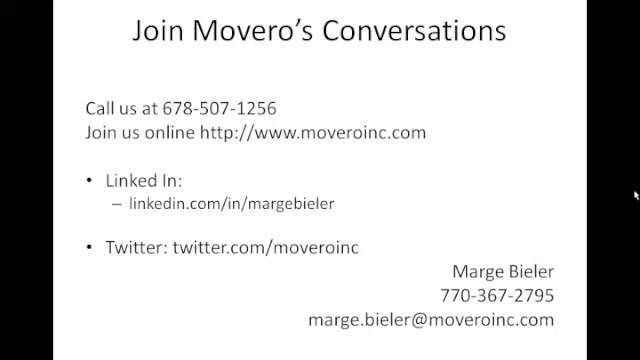 Join Movero's Conversations
Call us at 678-507-1256
Join us online http://www.moveroinc.com
• Linked In:
– linkedin.com/in/margebieler
• Twitter: twitter.com/moveroinc
Marge Bieler
770-367-2795
marge.bieler@moveroinc.com